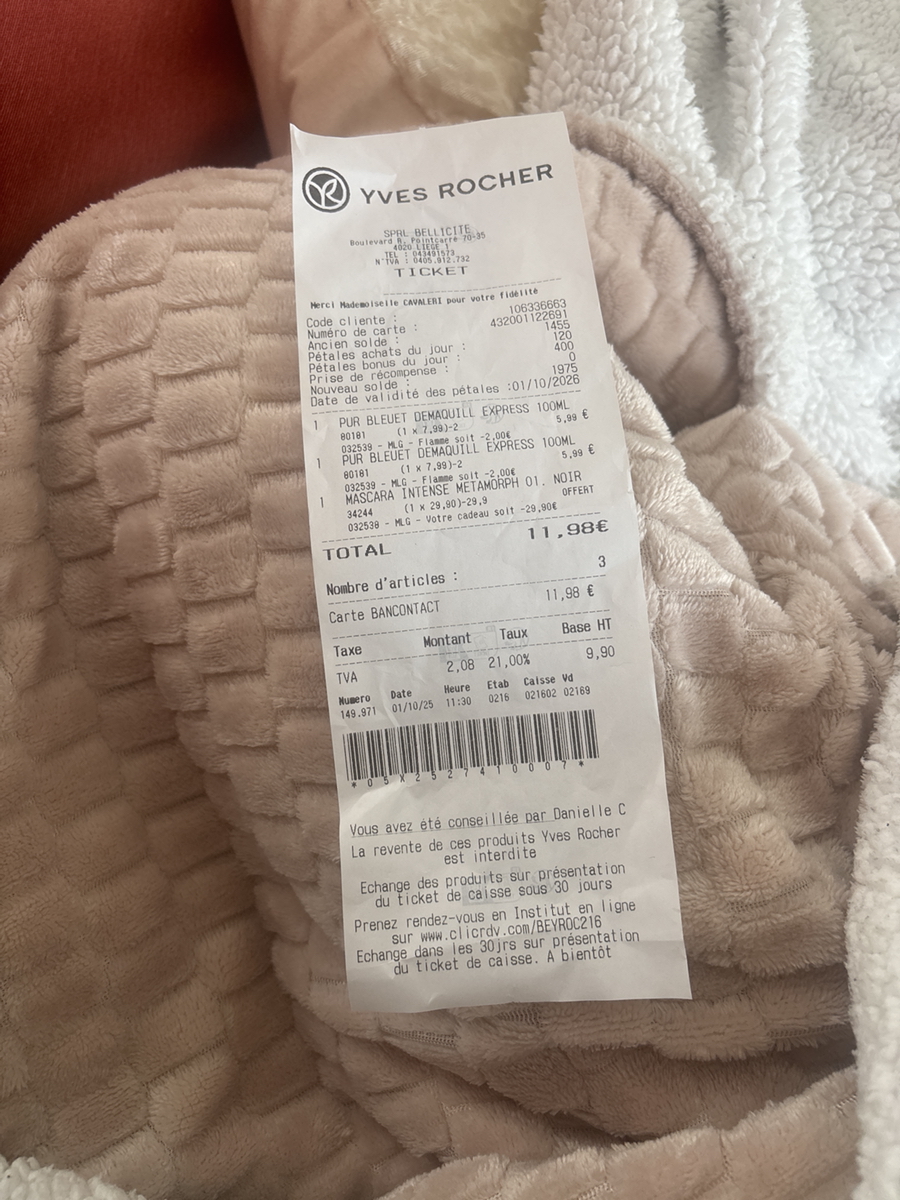 YVES ROCHER
SPRL BELLICITE
Boulevard R. Pointcarré 70-35
4020 LIEGE 1
TEL : 043491573
N°TVA : 0405.912.732
TICKET
Merci Mademoiselle CAVALERI pour votre fidélité
Code cliente : 106336663
Numéro de carte : 432001122691
Ancien solde : 1455
Pétales achats du jour : 120
Pétales bonus du jour : 400
Prise de récompense : 0
Nouveau solde : 1975
Date de validité des pétales :01/10/2026
1 PUR BLEUET DEMAQUILL EXPRESS 100ML
80181 (1 x 7,99)-2 5,99 €
032539 - MLG - Flamme soit -2,00€
1 PUR BLEUET DEMAQUILL EXPRESS 100ML
80181 (1 x 7,99)-2 5,99 €
032539 - MLG - Flamme soit -2,00€
1 MASCARA INTENSE METAMORPH 01. NOIR
34244 (1 x 29,90)-29,9 OFFERT
032538 - MLG - Votre cadeau soit -29,90€
TOTAL 11,98€
Nombre d'articles : 3
Carte BANCONTACT 11,98 €
Taxe Montant Taux Base HT
TVA 2,08 21,00% 9,90
Numero Date Heure Etab Caisse Vd
149.971 01/10/25 11:30 0216 021602 02169
*05X2527410007*
Vous avez été conseillée par Danielle C
La revente de ces produits Yves Rocher
est interdite
Echange des produits sur présentation
du ticket de caisse sous 30 jours
Prenez rendez-vous en Institut en ligne
sur www.clicrdv.com/BEYROC216
Echange dans les 30jrs sur présentation
du ticket de caisse. A bientôt